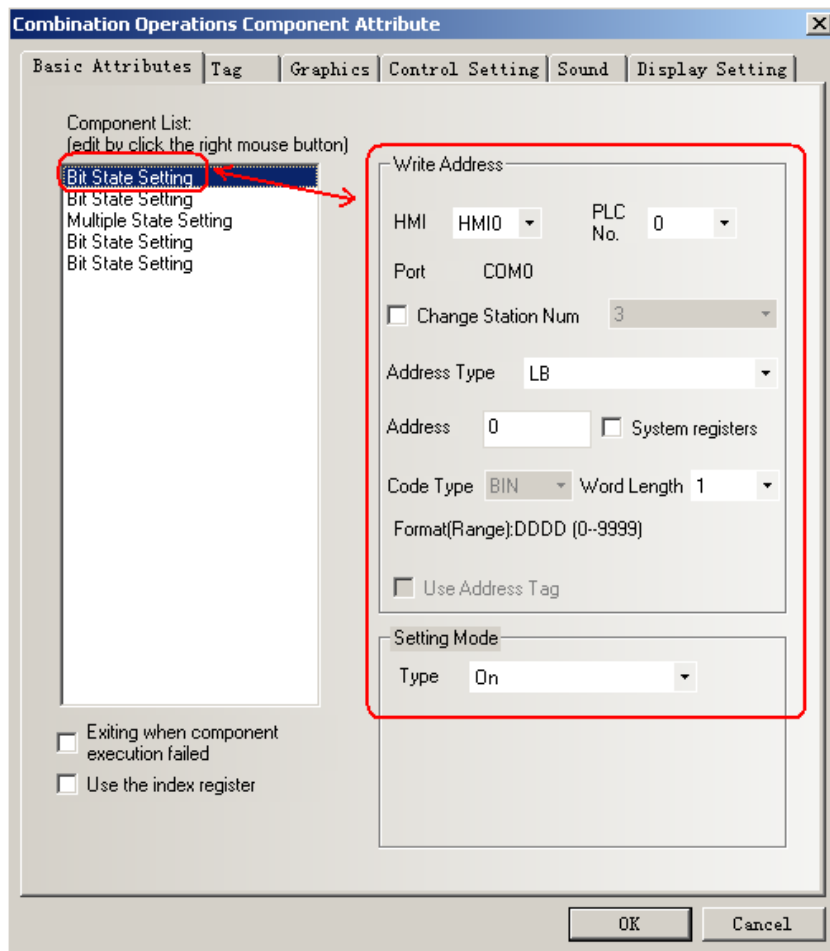 Combination Operations Component Attribute
Basic Attributes Tag Graphics Control Setting Sound Display Setting
Component List:
(edit by click the right mouse button)
Bit State Setting
Bit State Setting
Multiple State Setting
Bit State Setting
Bit State Setting
Exiting when component
execution failed
Use the index register
Write Address
HMI HMI0 PLC No. 0
Port COM0
Change Station Num 3
Address Type LB
Address 0 System registers
Code Type BIN Word Length 1
Format(Range):DDDD (0--9999)
Use Address Tag
Setting Mode
Type On
OK Cancel